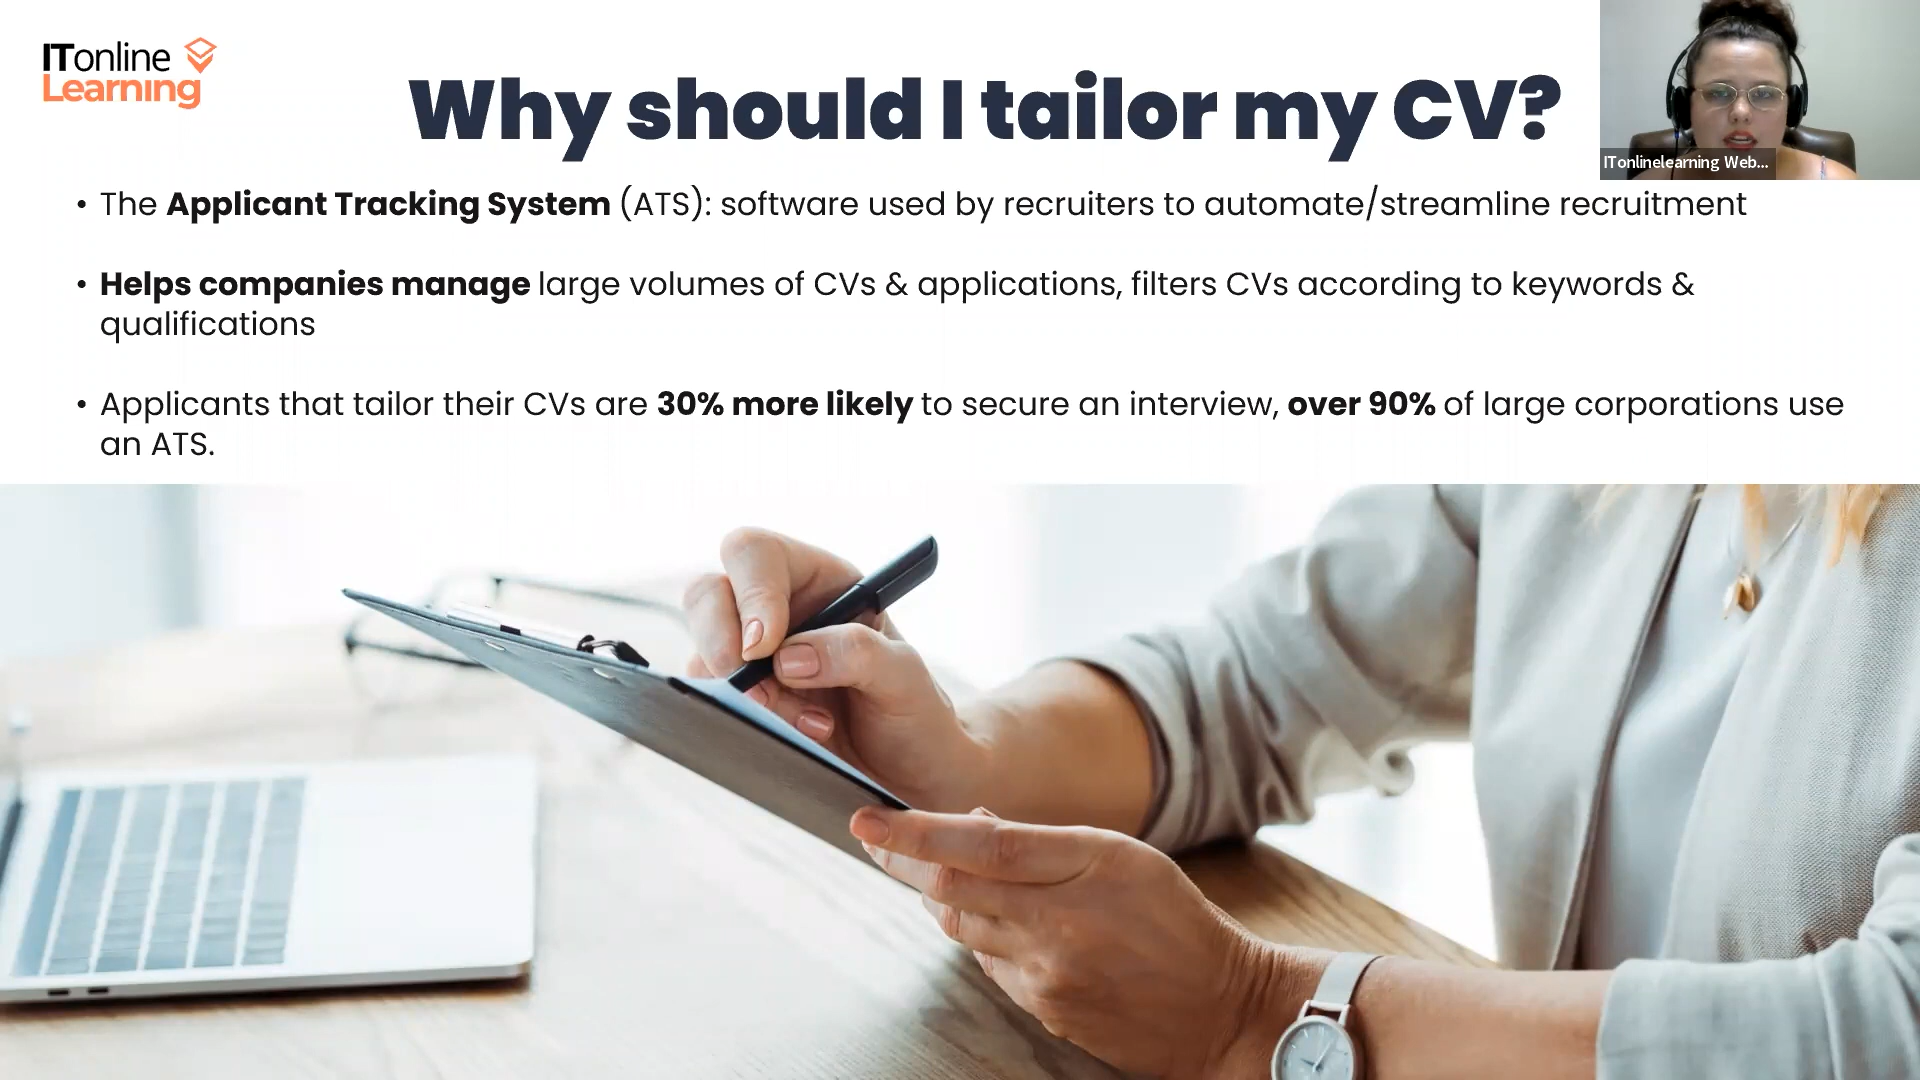 ITonline
Learning
Why should I tailor my CV?
ITonlinelearning Web...
• The Applicant Tracking System (ATS): software used by recruiters to automate/streamline recruitment
• Helps companies manage large volumes of CVs & applications, filters CVs according to keywords &
qualifications
• Applicants that tailor their CVs are 30% more likely to secure an interview, over 90% of large corporations use
an ATS.